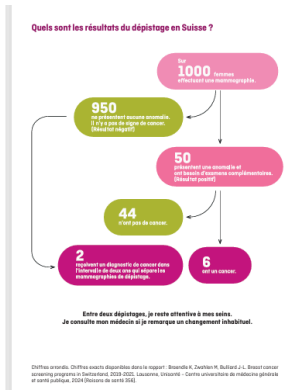 Quels sont les résultats du dépistage en Suisse ?
Sur
1000 femmes
effectuant une mammographie.
950
ne présentent aucune anomalie.
Il n'y a pas de signe de cancer.
(Résultat négatif)
50
présentent une anomalie et
ont besoin d'examens complémentaires.
(Résultat positif)
44
n'ont pas de cancer.
2
reçoivent un diagnostic de cancer dans
l'intervalle de deux ans qui sépare les
mammographies de dépistage.
6
ont un cancer.
Entre deux dépistages, je reste attentive à mes seins.
Je consulte mon médecin si je remarque un changement inhabituel.
Chiffres arrondis. Chiffres exacts disponibles dans le rapport : Braendle K, Zwahlen M, Bulliard J-L. Breast cancer
screening programs in Switzerland, 2019-2021. Lausanne, Unisanté – Centre universitaire de médecine générale
et santé publique, 2024 (Raisons de santé 356).